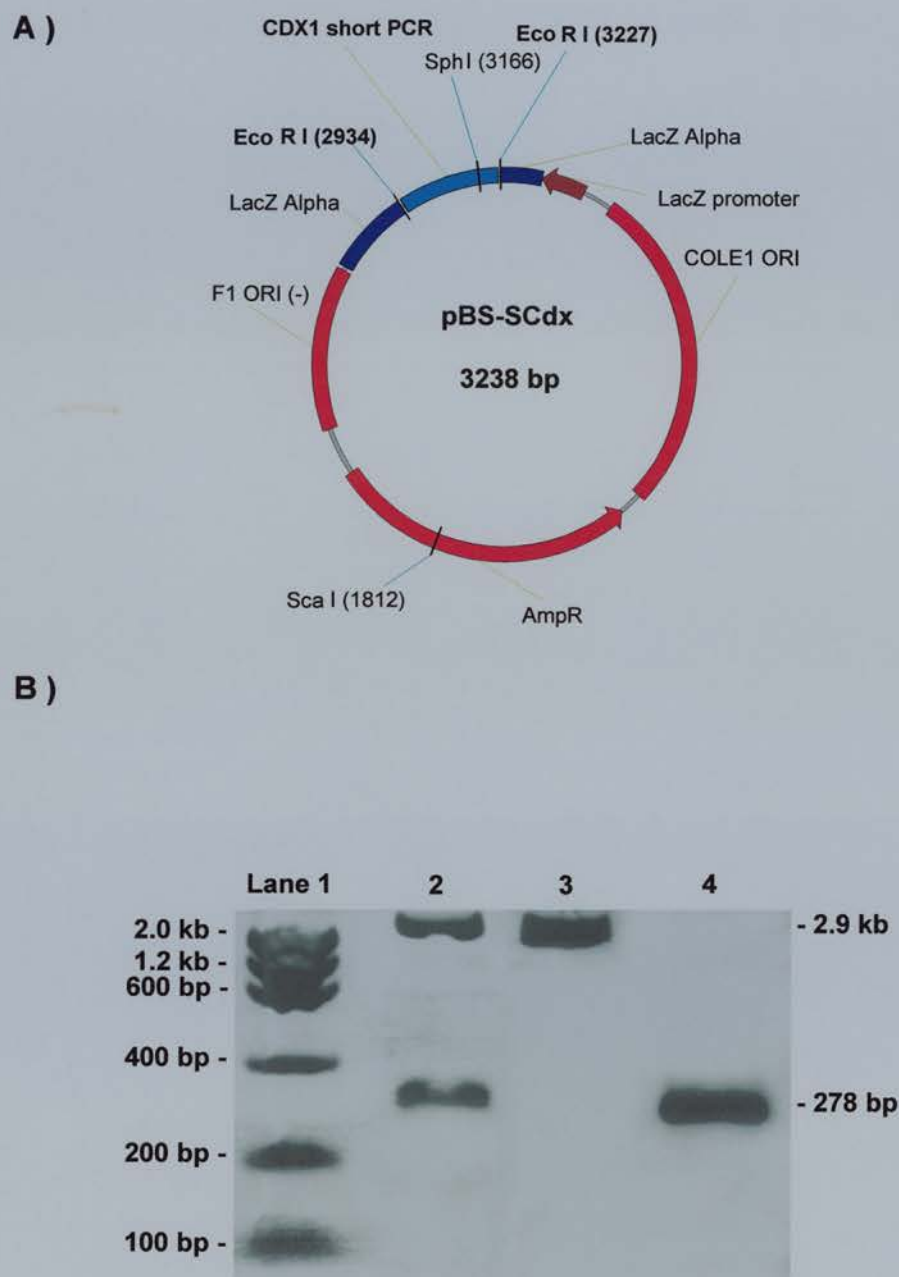 A )
CDX1 short PCR
Eco R I (3227)
Sph I (3166)
Eco R I (2934)
LacZ Alpha
LacZ Alpha
LacZ promoter
F1 ORI (-)
COLE1 ORI
pBS-SCdx
3238 bp
Sca I (1812)
AmpR
B )
Lane 1 2 3 4
2.0 kb - - 2.9 kb
1.2 kb -
600 bp -
400 bp -
- 278 bp
200 bp -
100 bp -